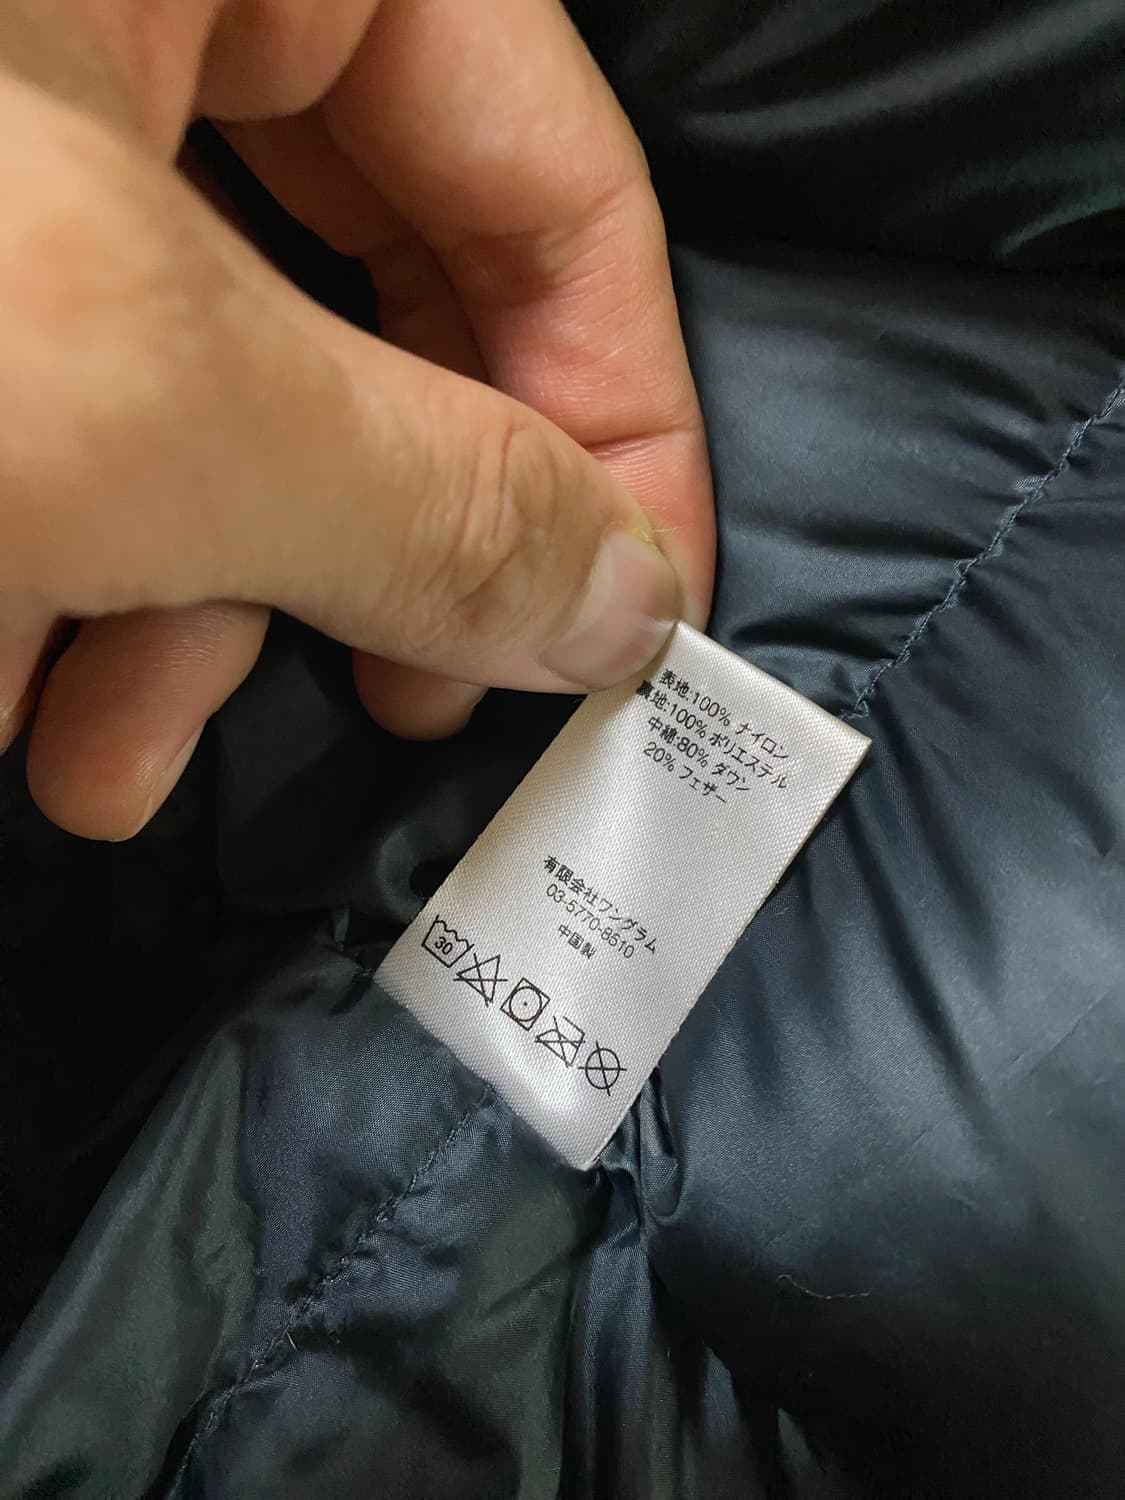 表地:100% ナイロン
裏地:100% ポリエステル
中綿:80% ダウン
20% フェザー
有限会社ワングラム
03-5770-8510
中国製
30